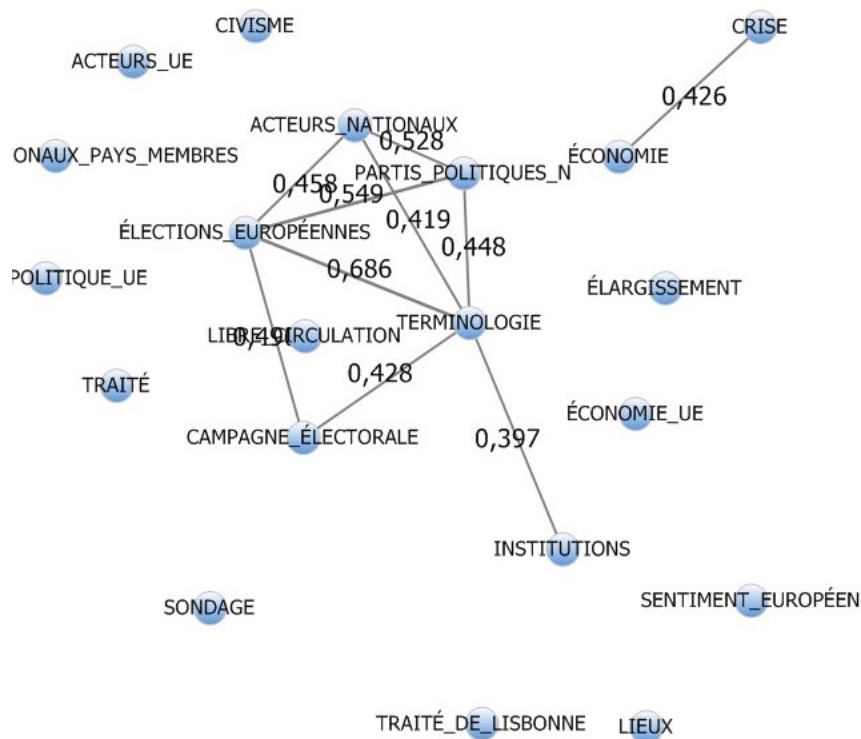 CIVISME
CRISE
ACTEURS_UE
0,426
ACTEURS_NATIONAUX
0,528
ONAUX_PAYS_MEMBRES
ÉCONOMIE
PARTIS_POLITIQUES_N
0,458
0,549
0,419
ÉLECTIONS_EUROPÉENNES
0,448
0,686
POLITIQUE_UE
ÉLARGISSEMENT
TERMINOLOGIE
LIBRE_CIRCULATION
0,428
TRAITÉ
ÉCONOMIE_UE
CAMPAGNE_ÉLECTORALE
0,397
INSTITUTIONS
SENTIMENT_EUROPÉEN
SONDAGE
TRAITÉ_DE_LISBONNE
LIEUX